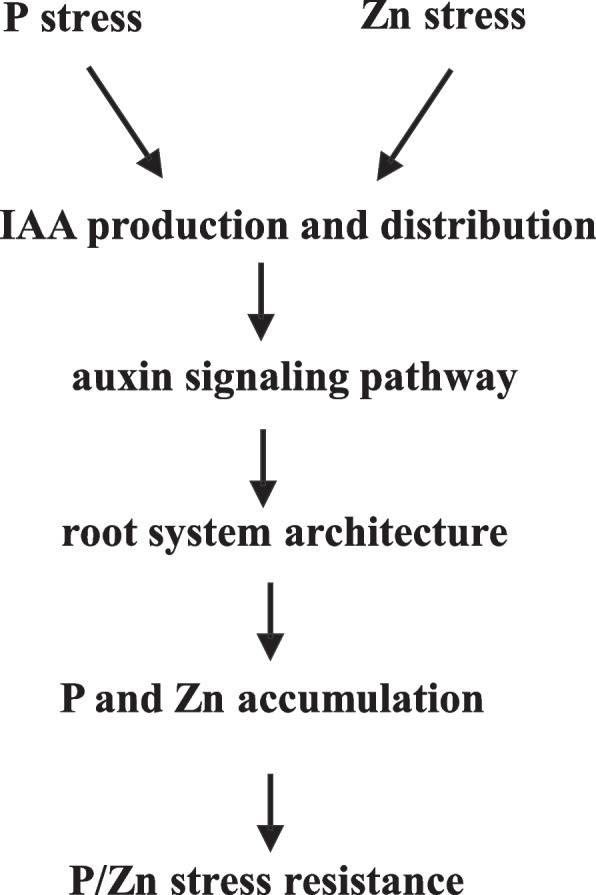 P stress
Zn stress
IAA production and distribution
auxin signaling pathway
root system architecture
P and Zn accumulation
P/Zn stress resistance